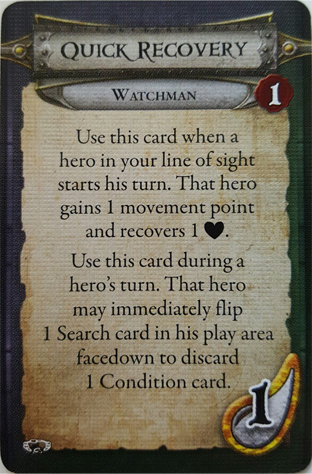 Quick Recovery
Watchman
1
Use this card when a
hero in your line of sight
starts his turn. That hero
gains 1 movement point
and recovers 1 ♥.
Use this card during a
hero's turn. That hero
may immediately flip
1 Search card in his play area
facedown to discard
1 Condition card.
1